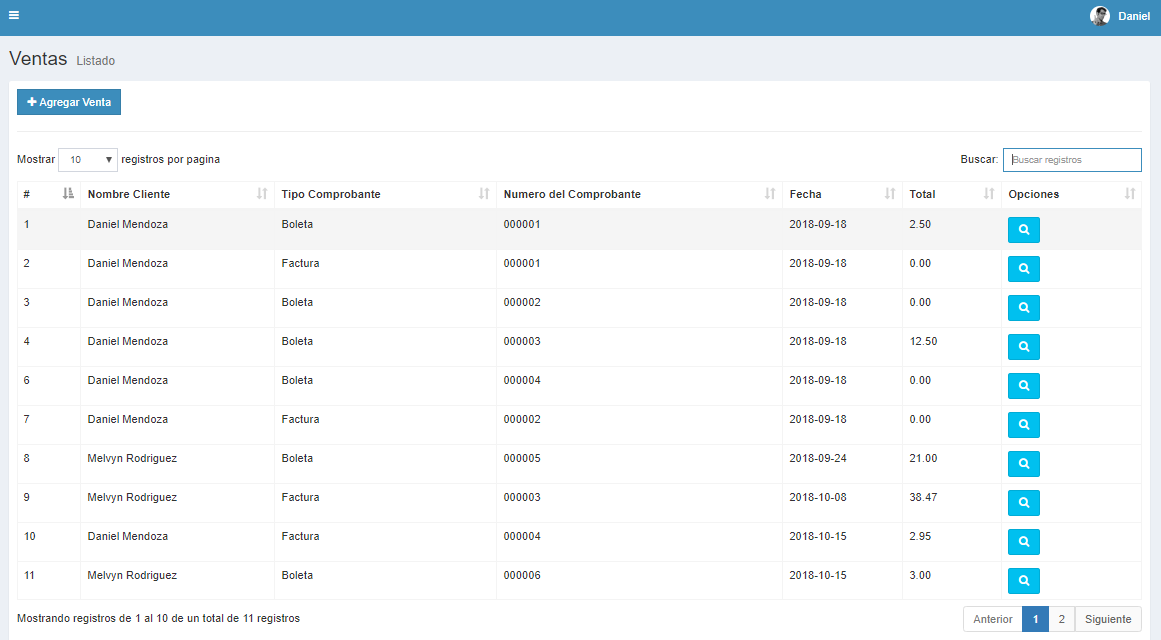 Daniel
Ventas Listado
Agregar Venta
Mostrar 10 registros por pagina Buscar: Buscar registros
# Nombre Cliente Tipo Comprobante Numero del Comprobante Fecha Total Opciones
1 Daniel Mendoza Boleta 000001 2018-09-18 2.50
2 Daniel Mendoza Factura 000001 2018-09-18 0.00
3 Daniel Mendoza Boleta 000002 2018-09-18 0.00
4 Daniel Mendoza Boleta 000003 2018-09-18 12.50
6 Daniel Mendoza Boleta 000004 2018-09-18 0.00
7 Daniel Mendoza Factura 000002 2018-09-18 0.00
8 Melvyn Rodriguez Boleta 000005 2018-09-24 21.00
9 Melvyn Rodriguez Factura 000003 2018-10-08 38.47
10 Daniel Mendoza Factura 000004 2018-10-15 2.95
11 Melvyn Rodriguez Boleta 000006 2018-10-15 3.00
Mostrando registros de 1 al 10 de un total de 11 registros Anterior 1 2 Siguiente